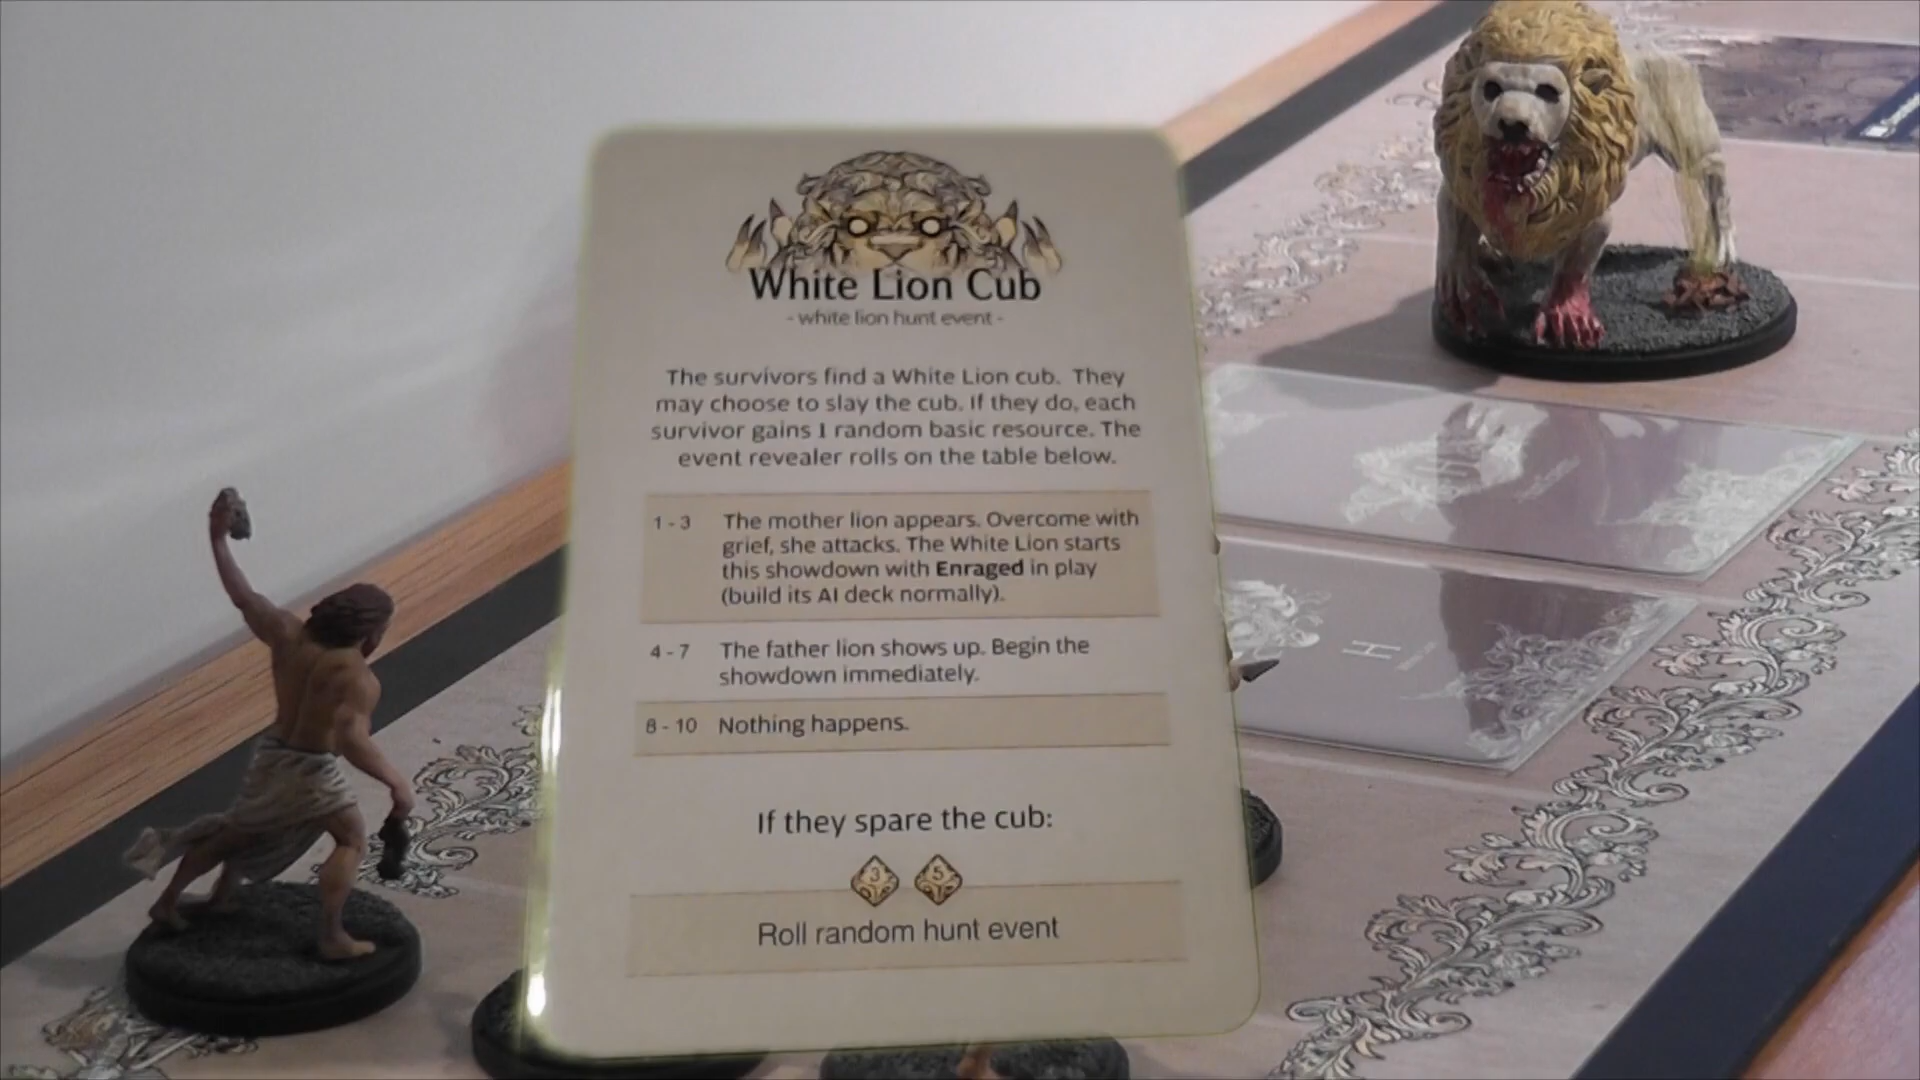 White Lion Cub
- white lion hunt event -
The survivors find a White Lion cub. They
may choose to slay the cub. If they do, each
survivor gains 1 random basic resource. The
event revealer rolls on the table below.
1 - 3 The mother lion appears. Overcome with
grief, she attacks. The White Lion starts
this showdown with Enraged in play
(build its AI deck normally).
4 - 7 The father lion shows up. Begin the
showdown immediately.
8 - 10 Nothing happens.
If they spare the cub:
3 5
Roll random hunt event
H